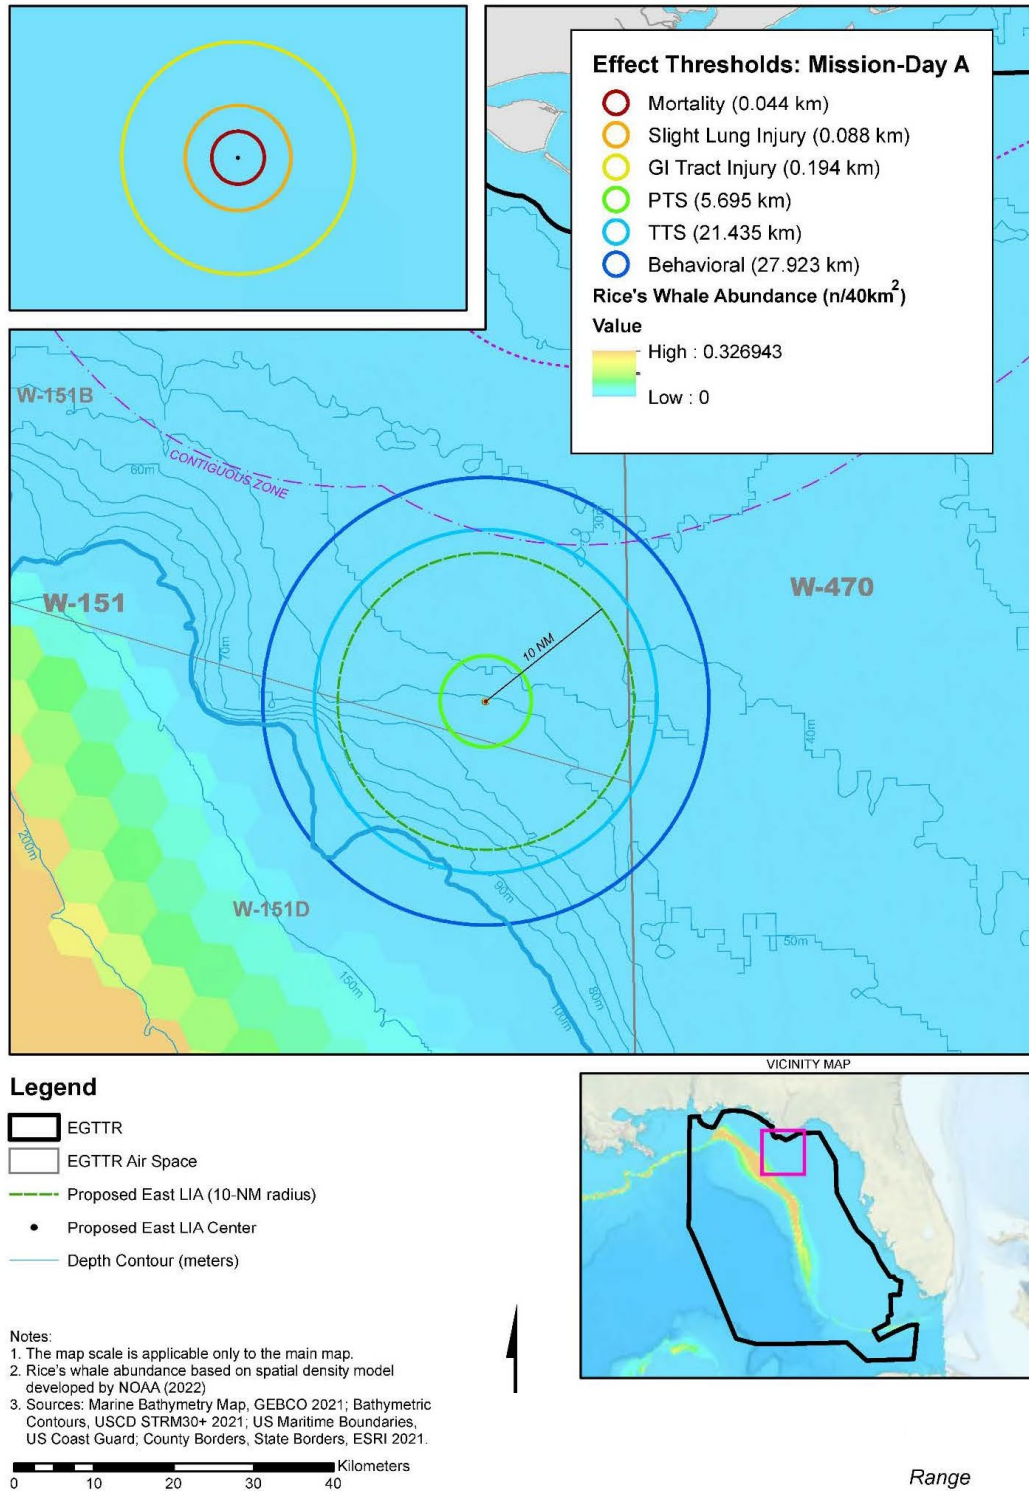 Effect Thresholds: Mission-Day A
Mortality (0.044 km)
Slight Lung Injury (0.088 km)
GI Tract Injury (0.194 km)
PTS (5.695 km)
TTS (21.435 km)
Behavioral (27.923 km)
Rice's Whale Abundance (n/40km²)
Value
High : 0.326943
Low : 0
W-151B
60m
CONTIGUOUS ZONE
30m
W-151
W-470
70m
10 NM
40m
200m
W-151D
90m
50m
150m
80m
100m
VICINITY MAP
Legend
EGTTR
EGTTR Air Space
Proposed East LIA (10-NM radius)
Proposed East LIA Center
Depth Contour (meters)
Notes:
1. The map scale is applicable only to the main map.
2. Rice's whale abundance based on spatial density model
developed by NOAA (2022)
3. Sources: Marine Bathymetry Map, GEBCO 2021; Bathymetric
Contours, USCD STRM30+ 2021; US Maritime Boundaries,
US Coast Guard; County Borders, State Borders, ESRI 2021.
Kilometers
0 10 20 30 40
Range